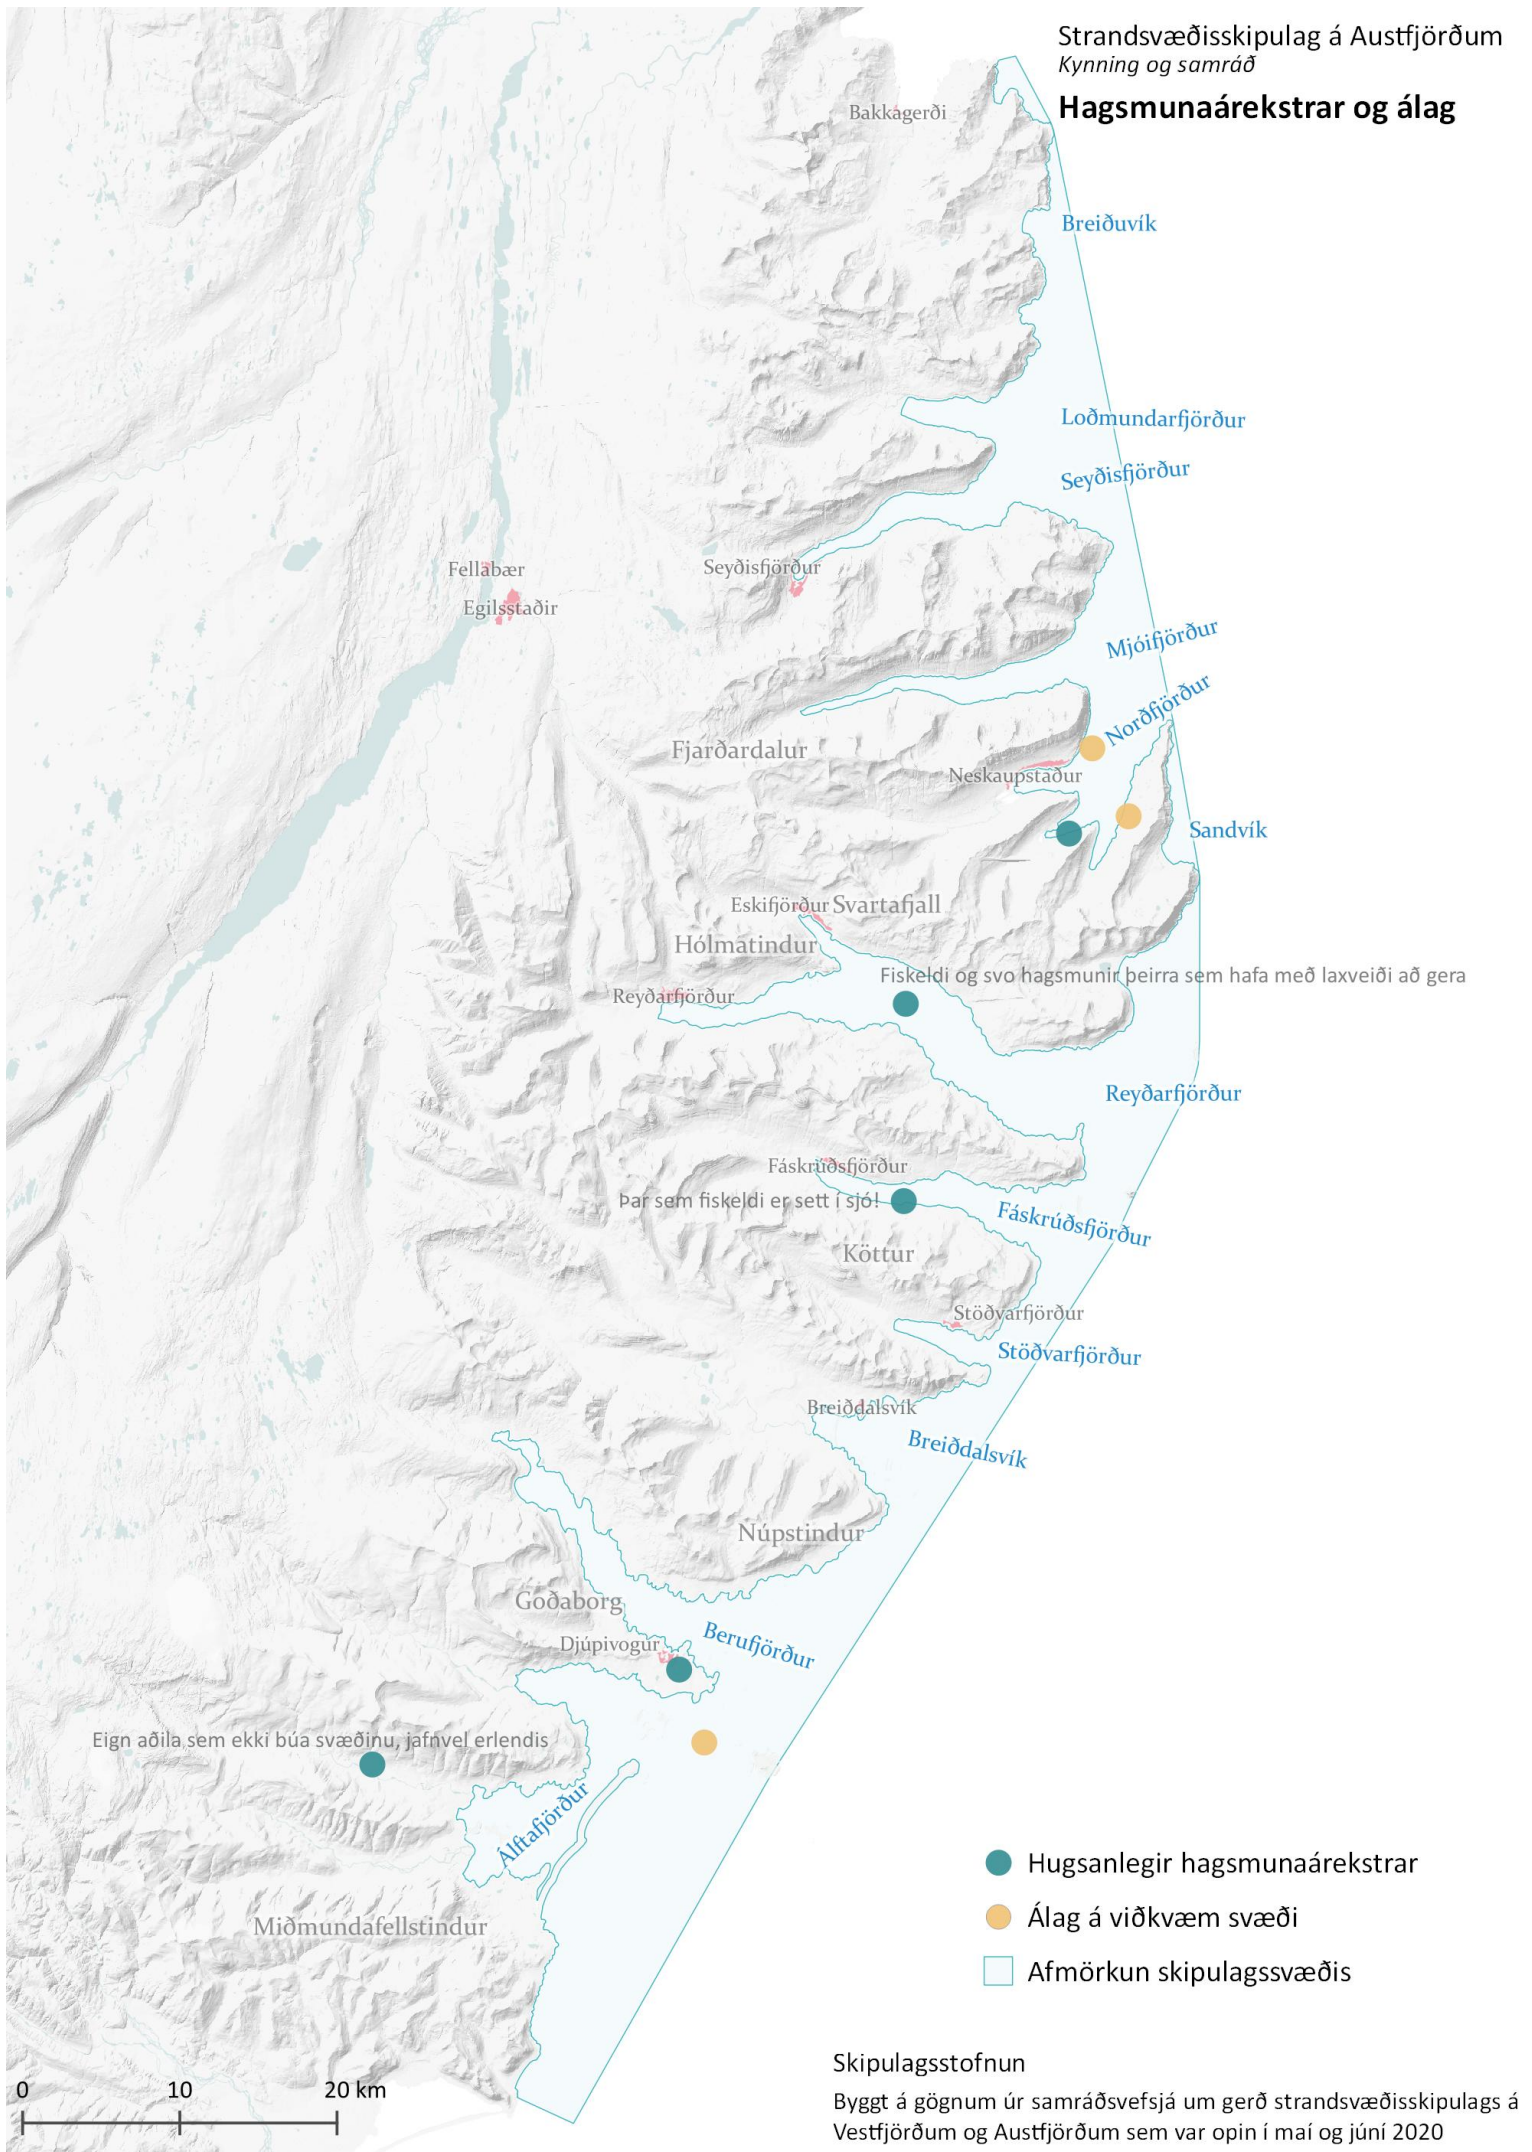 Strandsvæðisskipulag á Austfjörðum
Kynning og samráð
Hagsmunaárekstrar og álag
Bakkagerði
Breiðuvík
Loðmundarfjörður
Seyðisfjörður
Fellabær
Seyðisfjörður
Egilsstaðir
Mjóifjörður
Norðfjörður
Fjarðardalur
Neskaupstaður
Sandvík
Eskifjörður
Svartafjall
Hólmatindur
Fiskeldi og svo hagsmunir þeirra sem hafa með laxveiði að gera
Reyðarfjörður
Reyðarfjörður
Fáskrúðsfjörður
Þar sem fiskeldi er sett í sjó!
Fáskrúðsfjörður
Köttur
Stöðvarfjörður
Stöðvarfjörður
Breiðdalsvík
Breiðdalsvík
Núpstindur
Goðaborg
Djúpivogur
Berufjörður
Eign aðila sem ekki búa svæðinu, jafnvel erlendis
Álftafjörður
Miðmundafellstindur
Hugsanlegir hagsmunaárekstrar
Álag á viðkvæm svæði
Afmörkun skipulagssvæðis
0 10 20 km
Skipulagsstofnun
Byggt á gögnum úr samráðsvefsjá um gerð strandsvæðisskipulags á
Vestfjörðum og Austfjörðum sem var opin í maí og júní 2020